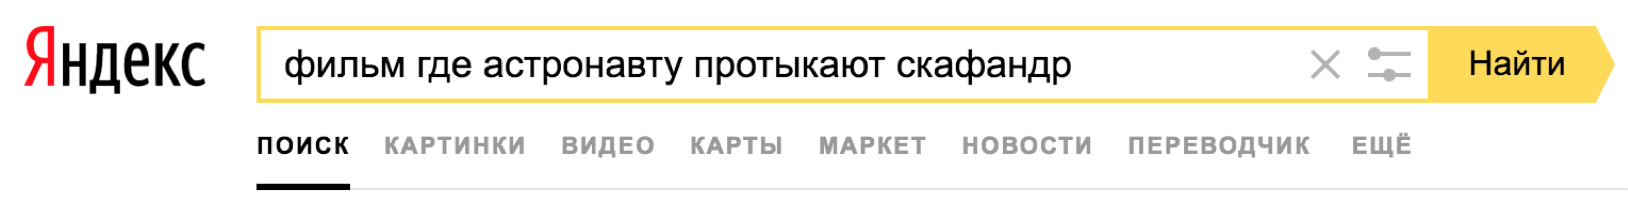 Яндекс фильм где астронавту протыкают скафандр Найти
ПОИСК КАРТИНКИ ВИДЕО КАРТЫ МАРКЕТ НОВОСТИ ПЕРЕВОДЧИК ЕЩЁ